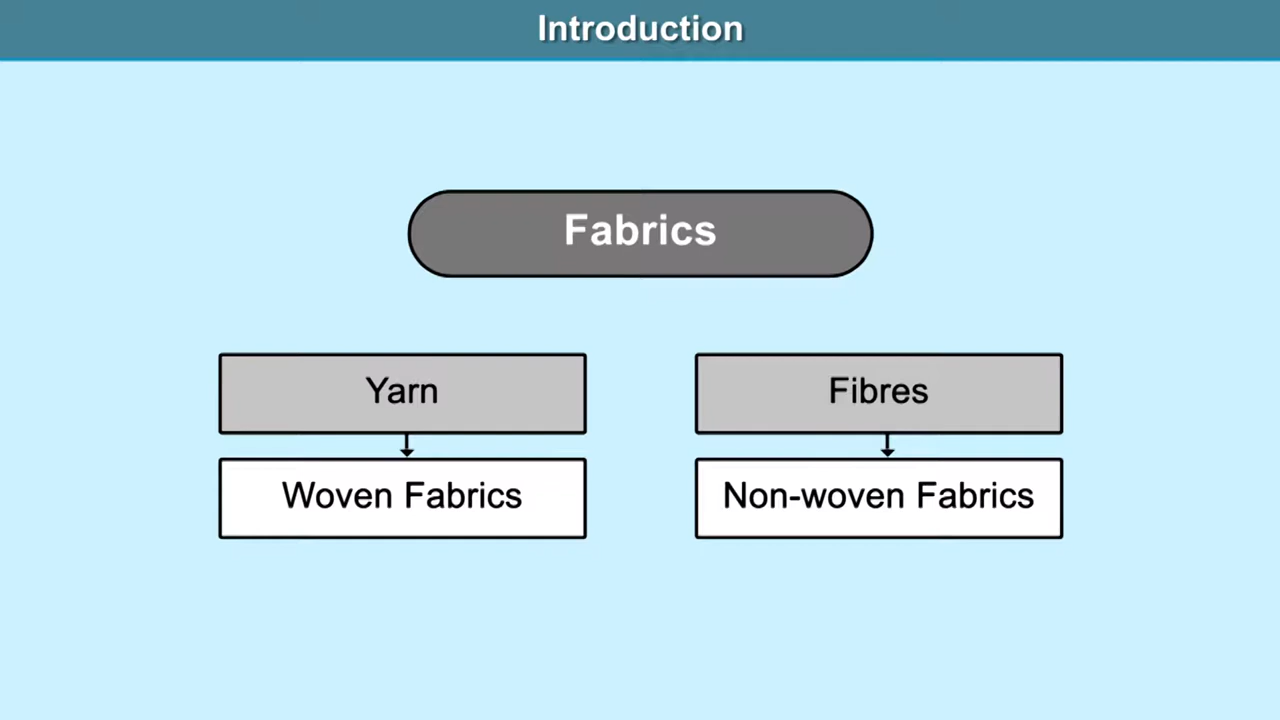 Introduction
Fabrics
Yarn
Fibres
Woven Fabrics
Non-woven Fabrics